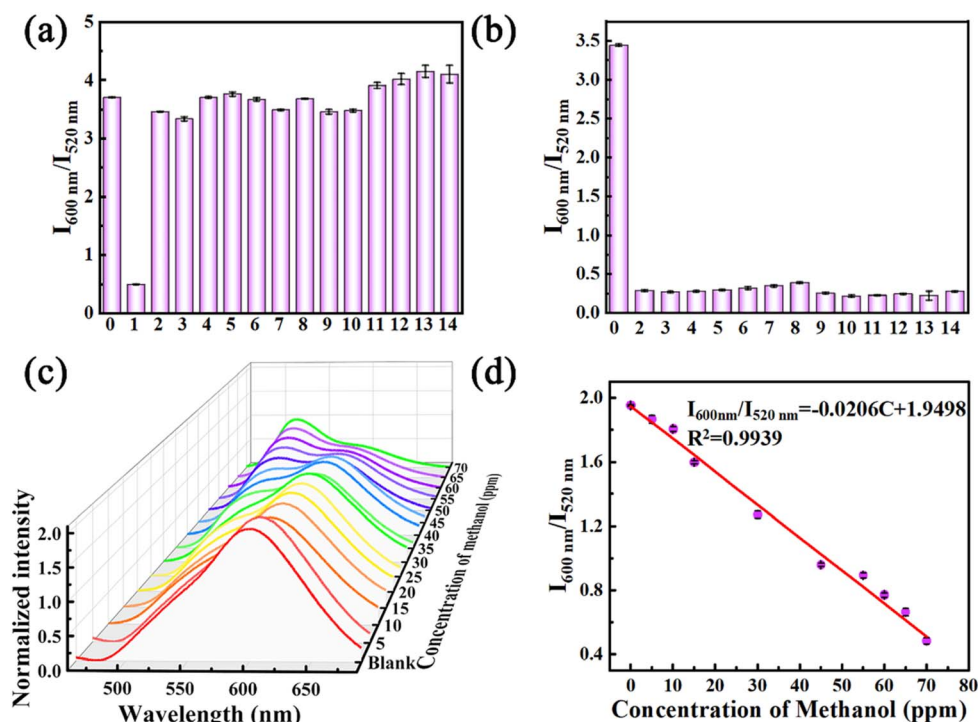 (a)
I600 nm/I520 nm
5
4
3
2
1
0
0 1 2 3 4 5 6 7 8 9 10 11 12 13 14
(b)
I600 nm/I520 nm
3.5
3.0
2.5
2.0
1.5
1.0
0.5
0.0
0 2 3 4 5 6 7 8 9 10 11 12 13 14
(c)
Normalized intensity
2.0
1.5
1.0
0.5
0.0
500 550 600 650
Wavelength (nm)
Blank
5
10
15
20
25
30
35
40
45
50
55
60
65
70
Concentration of methanol (ppm)
(d)
I600 nm/I520 nm
2.0
1.6
1.2
0.8
0.4
I600nm/I520 nm=-0.0206C+1.9498
R2=0.9939
0 10 20 30 40 50 60 70 80
Concentration of Methanol (ppm)